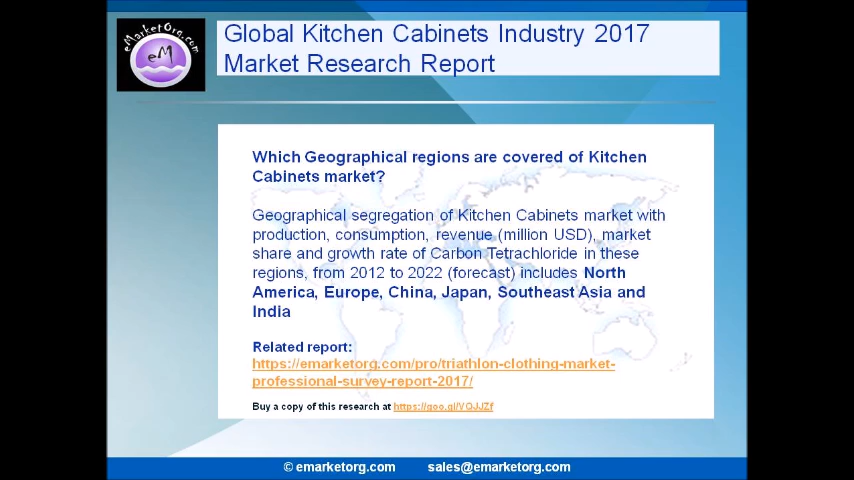 eMarketOrg.com
eM
Global Kitchen Cabinets Industry 2017
Market Research Report
Which Geographical regions are covered of Kitchen
Cabinets market?
Geographical segregation of Kitchen Cabinets market with
production, consumption, revenue (million USD), market
share and growth rate of Carbon Tetrachloride in these
regions, from 2012 to 2022 (forecast) includes North
America, Europe, China, Japan, Southeast Asia and
India
Related report:
https://emarketorg.com/pro/triathlon-clothing-market-
professional-survey-report-2017/
Buy a copy of this research at https://goo.gl/VQJJZf
© emarketorg.com sales@emarketorg.com